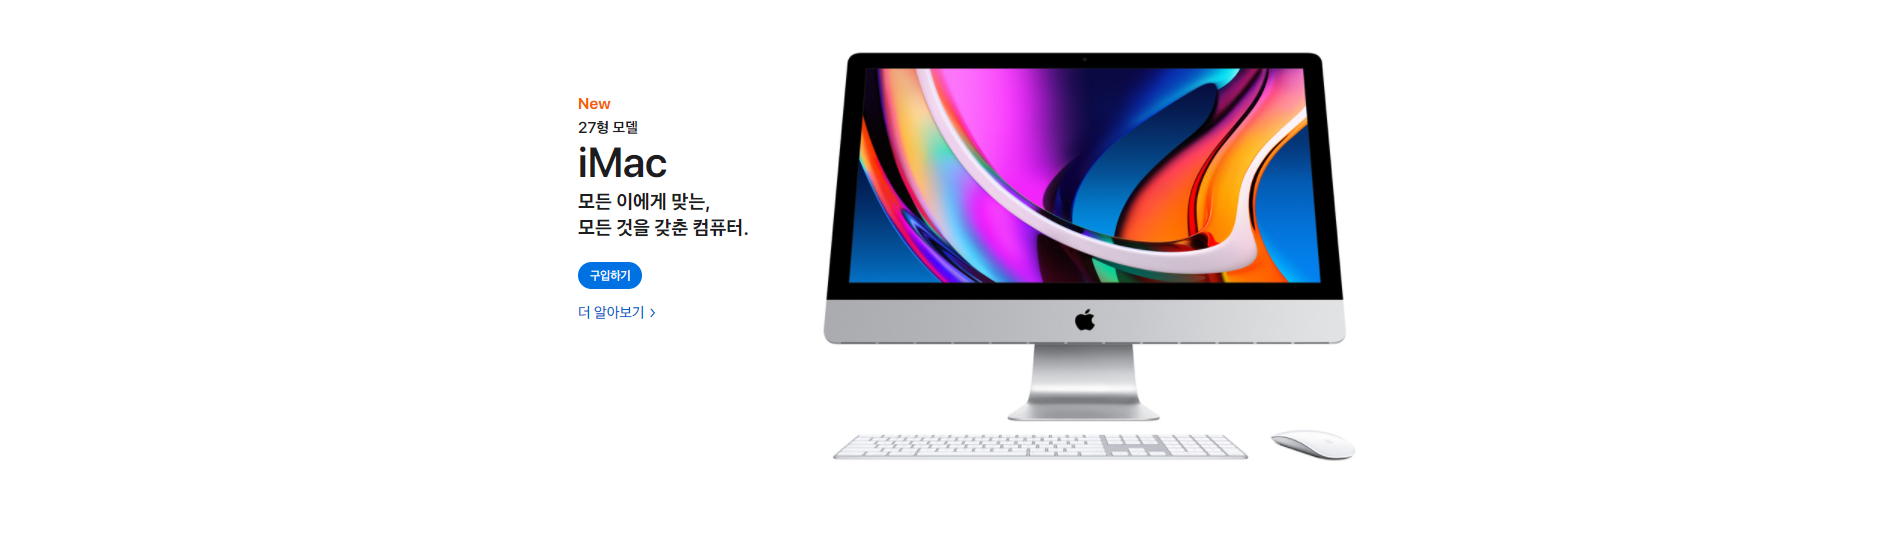 New
27형 모델
iMac
모든 이에게 맞는,
모든 것을 갖춘 컴퓨터.
구입하기
더 알아보기 >